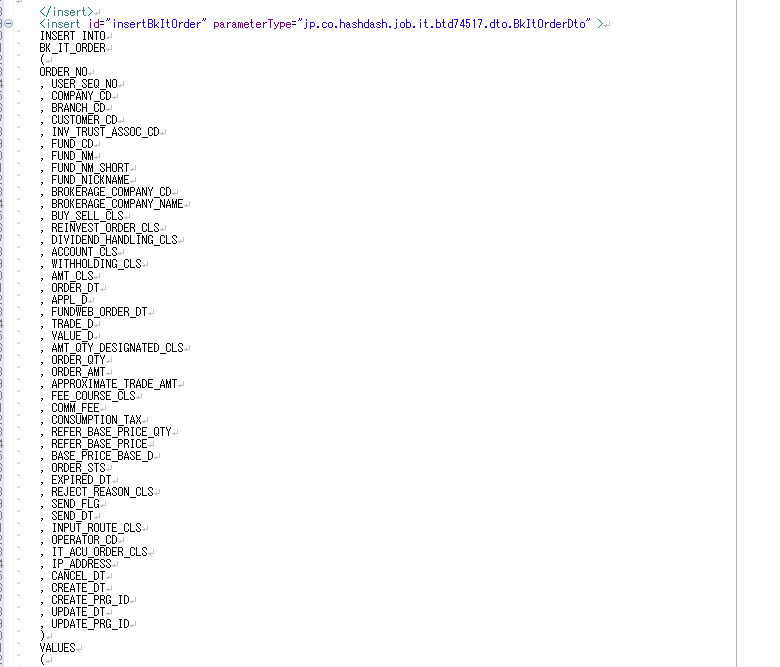 </insert>
<insert id="insertBkItOrder" parameterType="jp.co.hashdash.job.it.btd74517.dto.BkItOrderDto" >
INSERT INTO
BK_IT_ORDER
(
ORDER_NO
, USER_SEQ_NO
, COMPANY_CD
, BRANCH_CD
, CUSTOMER_CD
, INV_TRUST_ASSOC_CD
, FUND_CD
, FUND_NM
, FUND_NM_SHORT
, FUND_NICKNAME
, BROKERAGE_COMPANY_CD
, BROKERAGE_COMPANY_NAME
, BUY_SELL_CLS
, REINVEST_ORDER_CLS
, DIVIDEND_HANDLING_CLS
, ACCOUNT_CLS
, WITHHOLDING_CLS
, AMT_CLS
, ORDER_DT
, APPL_D
, FUNDWEB_ORDER_DT
, TRADE_D
, VALUE_D
, AMT_QTY_DESIGNATED_CLS
, ORDER_QTY
, ORDER_AMT
, APPROXIMATE_TRADE_AMT
, FEE_COURSE_CLS
, COMM_FEE
, CONSUMPTION_TAX
, REFER_BASE_PRICE_QTY
, REFER_BASE_PRICE
, BASE_PRICE_BASE_D
, ORDER_STS
, EXPIRED_DT
, REJECT_REASON_CLS
, SEND_FLG
, SEND_DT
, INPUT_ROUTE_CLS
, OPERATOR_CD
, IT_ACU_ORDER_CLS
, IP_ADDRESS
, CANCEL_DT
, CREATE_DT
, CREATE_PRG_ID
, UPDATE_DT
, UPDATE_PRG_ID
)
VALUES
(